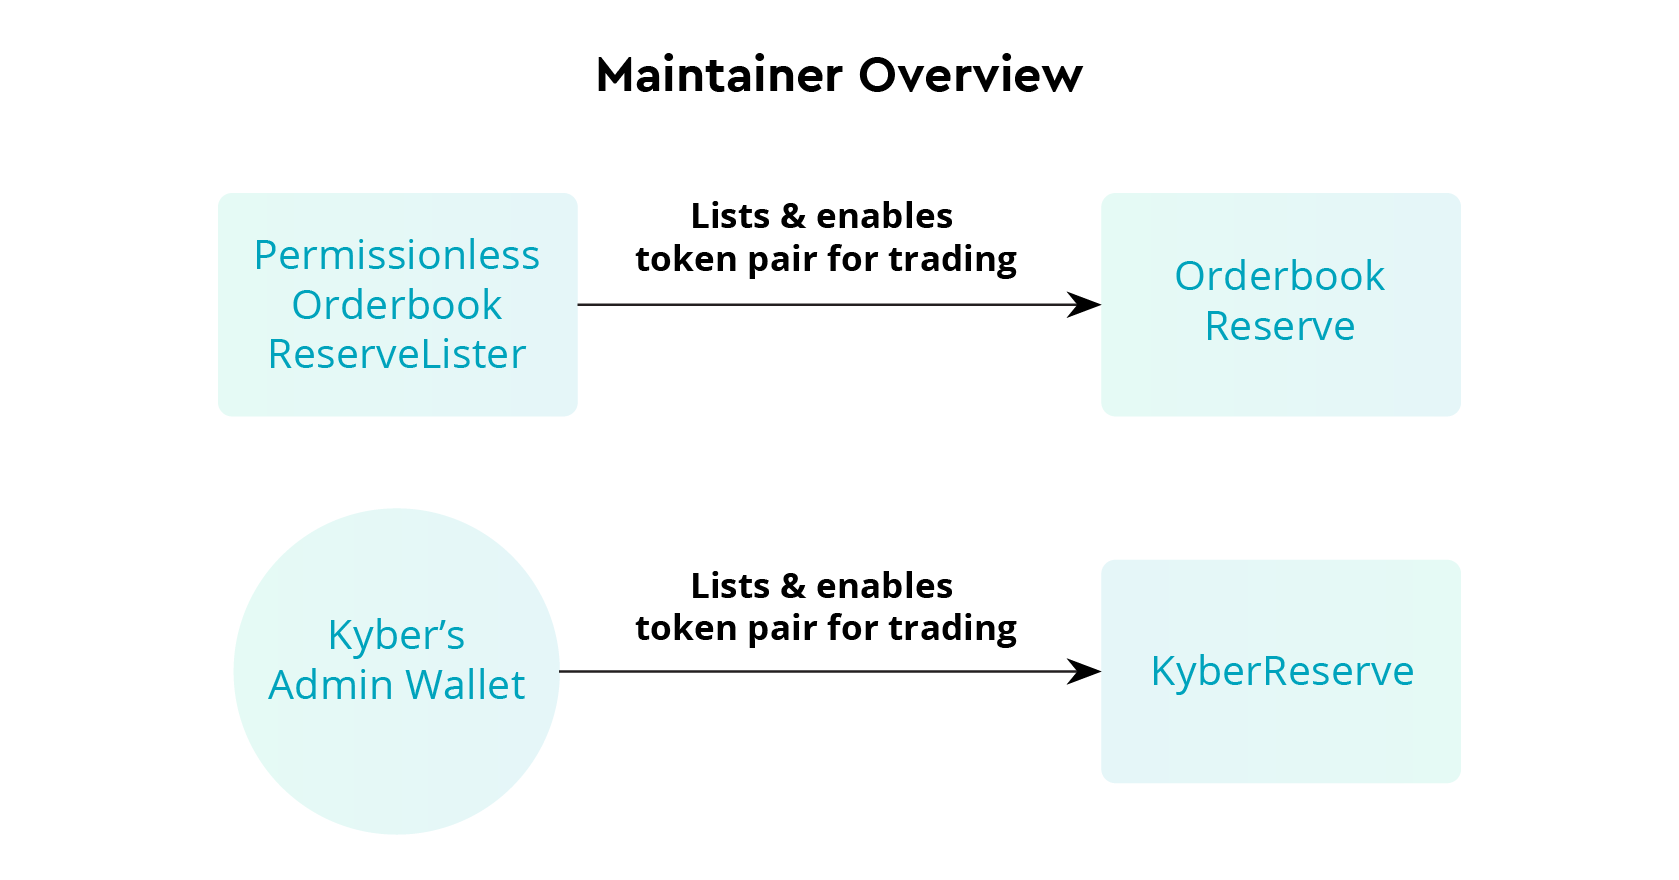 Maintainer Overview
Permissionless
Orderbook
ReserveLister
Lists & enables
token pair for trading
Orderbook
Reserve
Kyber’s
Admin Wallet
Lists & enables
token pair for trading
KyberReserve